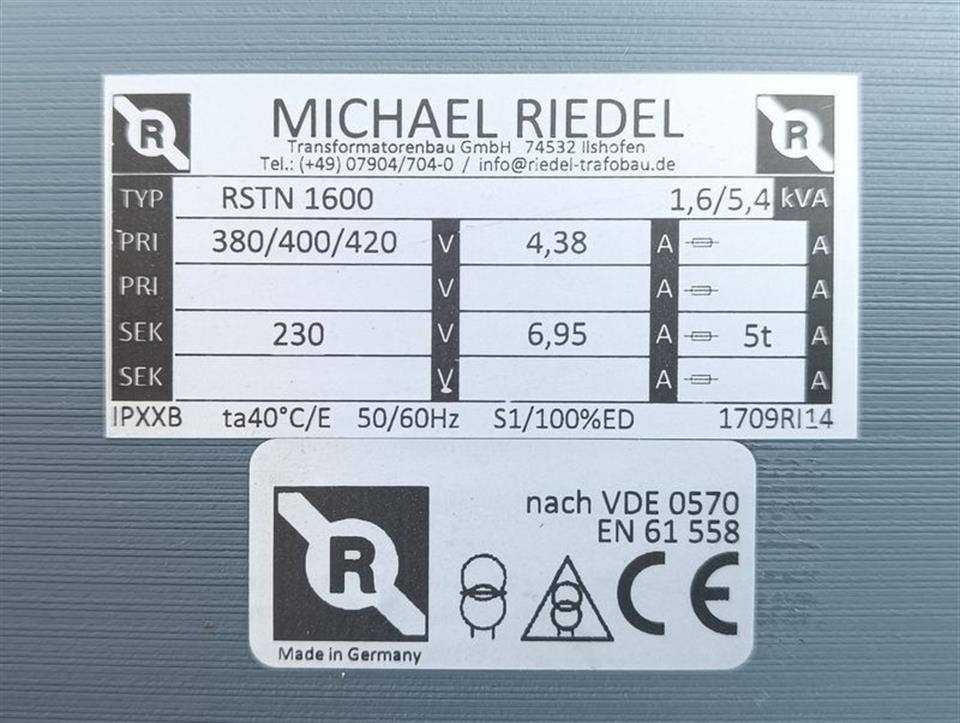 R MICHAEL RIEDEL R
Transformatorenbau GmbH 74532 Ilshofen
Tel.: (+49) 07904/704-0 / info@riedel-trafobau.de
TYP RSTN 1600 1,6/5,4 kVA
PRI 380/400/420 V 4,38 A A
PRI V A A
SEK 230 V 6,95 A 5t A
SEK V A A
IPXXB ta40°C/E 50/60Hz S1/100%ED 1709RI14
nach VDE 0570
EN 61 558
R CE
Made in Germany